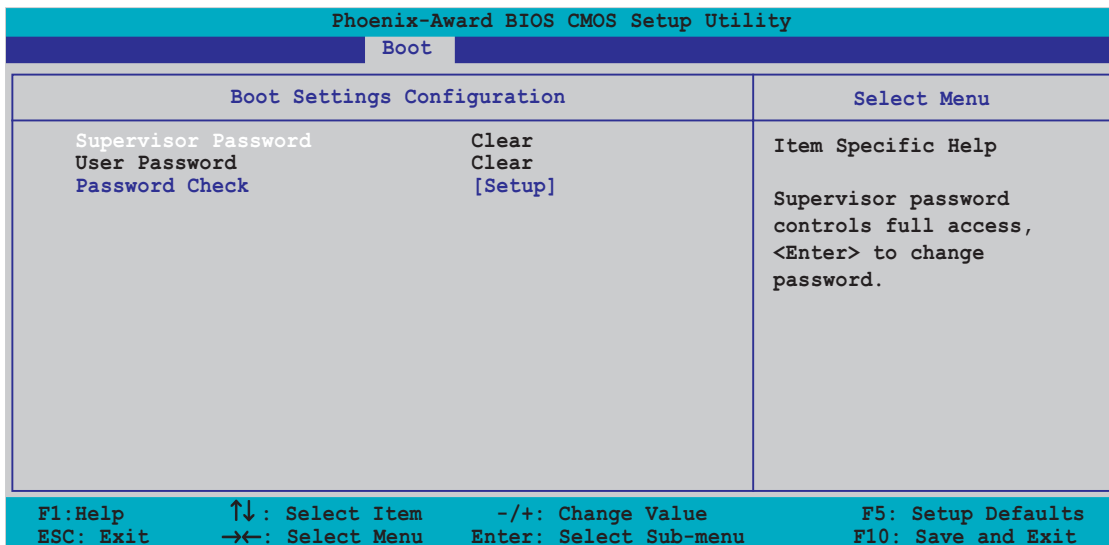 Phoenix-Award BIOS CMOS Setup Utility
Boot
Boot Settings Configuration
Select Menu
Supervisor Password Clear
User Password Clear
Password Check [Setup]
Item Specific Help
Supervisor password
controls full access,
<Enter> to change
password.
F1:Help ↑↓: Select Item -/+: Change Value F5: Setup Defaults
ESC: Exit →←: Select Menu Enter: Select Sub-menu F10: Save and Exit